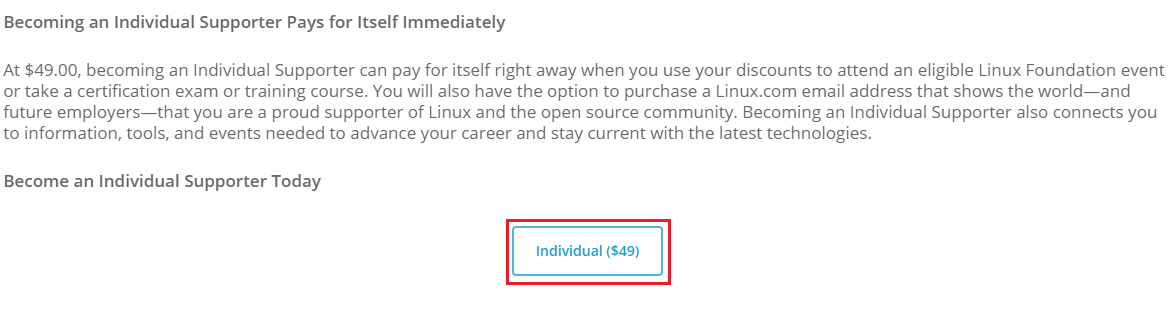 Becoming an Individual Supporter Pays for Itself Immediately
At $49.00, becoming an Individual Supporter can pay for itself right away when you use your discounts to attend an eligible Linux Foundation event
or take a certification exam or training course. You will also have the option to purchase a Linux.com email address that shows the world—and
future employers—that you are a proud supporter of Linux and the open source community. Becoming an Individual Supporter also connects you
to information, tools, and events needed to advance your career and stay current with the latest technologies.
Become an Individual Supporter Today
Individual ($49)